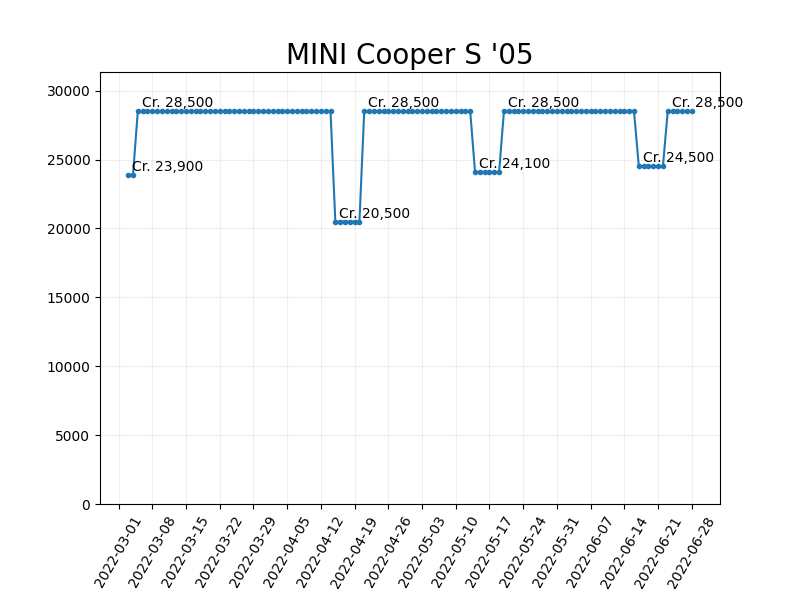 MINI Cooper S '05
30000
25000
20000
15000
10000
5000
0
Cr. 23,900
Cr. 28,500
Cr. 20,500
Cr. 28,500
Cr. 24,100
Cr. 28,500
Cr. 24,500
Cr. 28,500
2022-03-01
2022-03-08
2022-03-15
2022-03-22
2022-03-29
2022-04-05
2022-04-12
2022-04-19
2022-04-26
2022-05-03
2022-05-10
2022-05-17
2022-05-24
2022-05-31
2022-06-07
2022-06-14
2022-06-21
2022-06-28